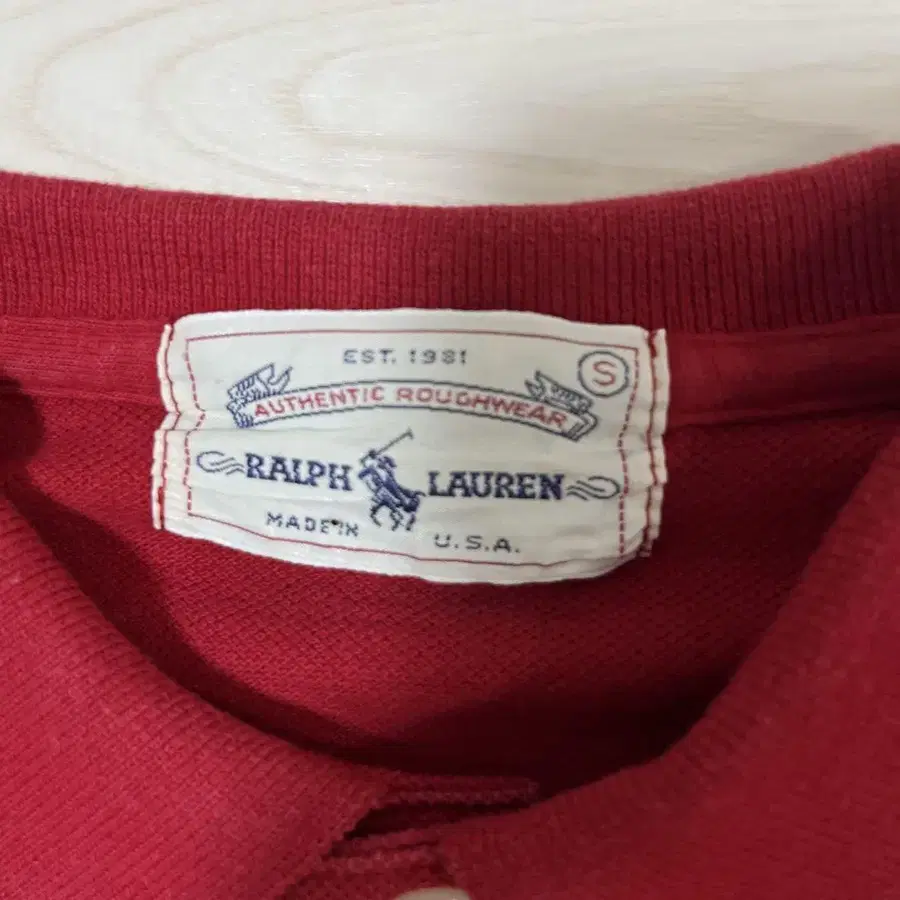 EST. 1981
S
AUTHENTIC ROUGHWEAR
RALPH LAUREN
MADE IN U.S.A.